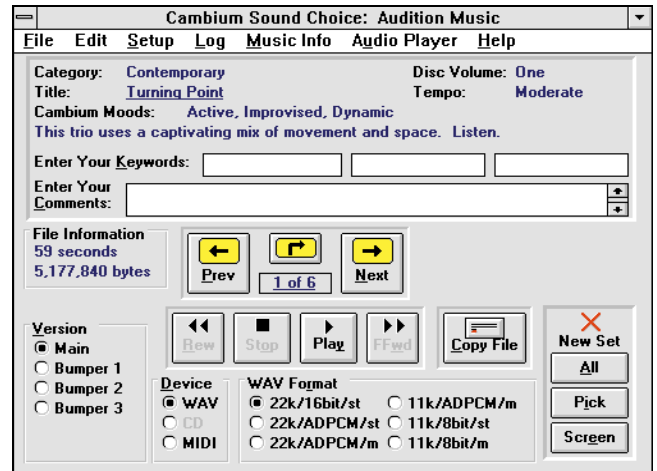 Cambium Sound Choice: Audition Music
File Edit Setup Log Music Info Audio Player Help
Category: Contemporary Disc Volume: One
Title: Turning Point Tempo: Moderate
Cambium Moods: Active, Improvised, Dynamic
This trio uses a captivating mix of movement and space. Listen.
Enter Your Keywords:
Enter Your
Comments:
File Information
59 seconds
5,177,840 bytes
Prev 1 of 6 Next
Rew Stop Play FFwd Copy File
Version
Main
Bumper 1
Bumper 2
Bumper 3
Device
WAV
CD
MIDI
WAV Format
22k/16bit/st 11k/ADPCM/m
22k/ADPCM/st 11k/8bit/st
22k/ADPCM/m 11k/8bit/m
New Set
All
Pick
Screen